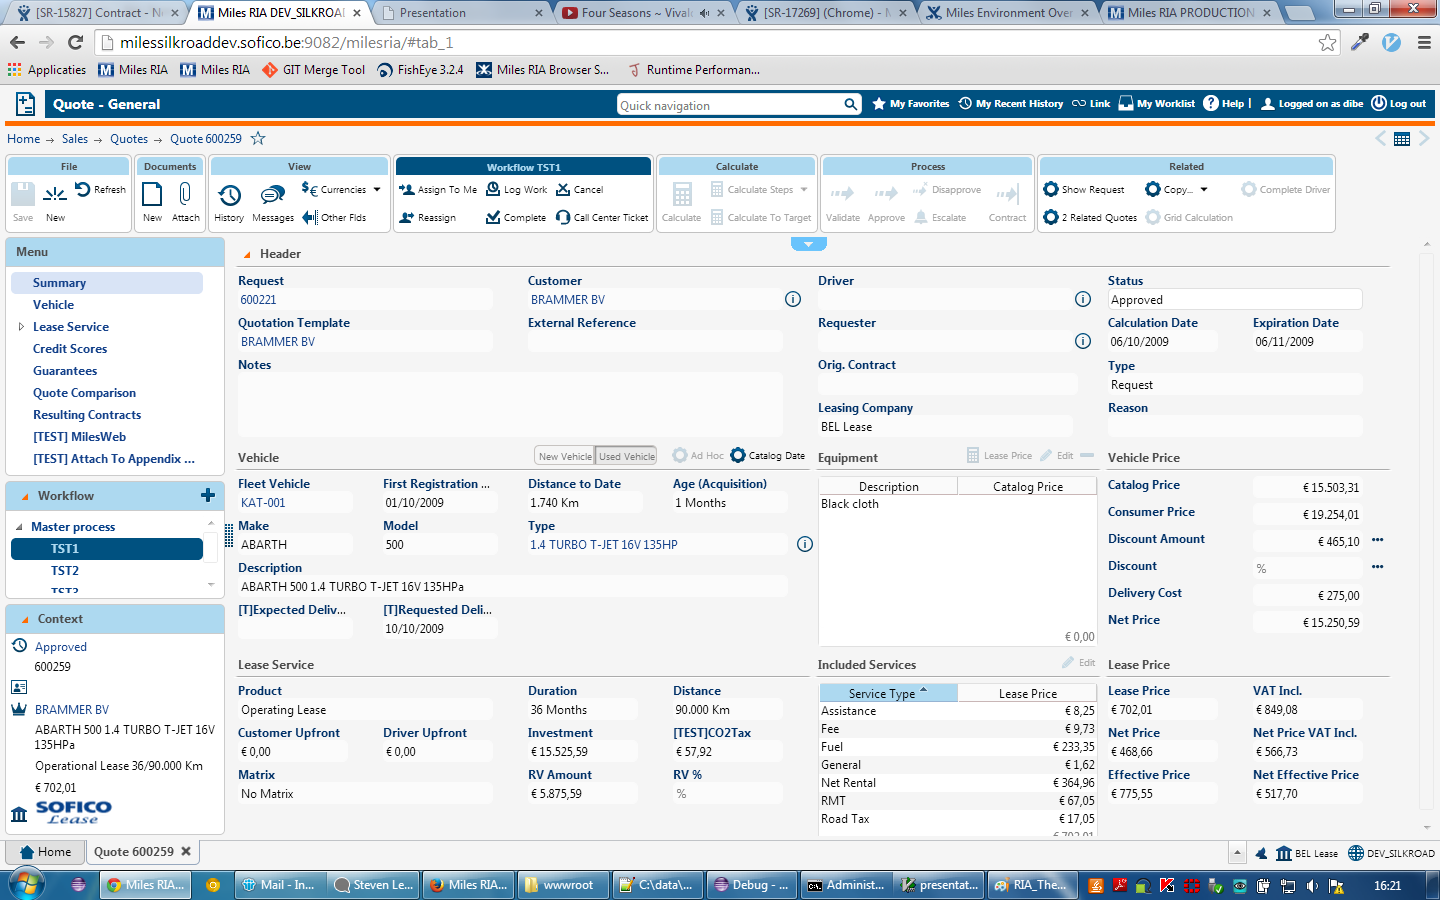 [SR-15827] Contract - Ne
Miles RIA DEV_SILKROAD
Presentation
Four Seasons ~ Vival
[SR-17269] (Chrome) - M
Miles Environment Over
Miles RIA PRODUCTION
milessilkroaddev.sofico.be:9082/milesria/#tab_1
Applicaties
Miles RIA
Miles RIA
GIT Merge Tool
FishEye 3.2.4
Miles RIA Browser S...
Runtime Performan...
Quote - General
Quick navigation
My Favorites
My Recent History
Link
My Worklist
Help |
Logged on as dibe
Log out
Home → Sales → Quotes → Quote 600259
File
Documents
View
Workflow TST1
Calculate
Process
Related
Save
New
Refresh
New
Attach
History
Messages
$€ Currencies
Other Flds
Assign To Me
Log Work
Cancel
Reassign
Complete
Call Center Ticket
Calculate
Calculate Steps
Calculate To Target
Validate
Approve
Disapprove
Escalate
Contract
Show Request
Copy...
Complete Driver
2 Related Quotes
Grid Calculation
Menu
Summary
Vehicle
Lease Service
Credit Scores
Guarantees
Quote Comparison
Resulting Contracts
[TEST] MilesWeb
[TEST] Attach To Appendix ...
Workflow
Master process
TST1
TST2
TST3
Context
Approved
600259
BRAMMER BV
ABARTH 500 1.4 TURBO T-JET 16V
135HPa
Operational Lease 36/90.000 Km
€ 702,01
SOFICO
Lease
Header
Request
600221
Customer
BRAMMER BV
Driver
Status
Approved
Quotation Template
BRAMMER BV
External Reference
Requester
Calculation Date
06/10/2009
Expiration Date
06/11/2009
Notes
Orig. Contract
Type
Request
Leasing Company
BEL Lease
Reason
Vehicle
New Vehicle
Used Vehicle
Ad Hoc
Catalog Date
Fleet Vehicle
KAT-001
First Registration ...
01/10/2009
Distance to Date
1.740 Km
Age (Acquisition)
1 Months
Make
ABARTH
Model
500
Type
1.4 TURBO T-JET 16V 135HP
Description
ABARTH 500 1.4 TURBO T-JET 16V 135HPa
[T]Expected Deliv...
[T]Requested Deli...
10/10/2009
Equipment
Lease Price
Edit
Description
Catalog Price
Black cloth
€ 0,00
Vehicle Price
Catalog Price
€ 15.503,31
Consumer Price
€ 19.254,01
Discount Amount
€ 465,10
Discount
%
Delivery Cost
€ 275,00
Net Price
€ 15.250,59
Lease Service
Product
Operating Lease
Duration
36 Months
Distance
90.000 Km
Customer Upfront
€ 0,00
Driver Upfront
€ 0,00
Investment
€ 15.525,59
[TEST]CO2Tax
€ 57,92
Matrix
No Matrix
RV Amount
€ 5.875,59
RV %
%
Included Services
Edit
Service Type
Lease Price
Assistance € 8,25
Fee € 9,73
Fuel € 233,35
General € 1,62
Net Rental € 364,96
RMT € 67,05
Road Tax € 17,05
€ 702,01
Lease Price
Lease Price
€ 702,01
VAT Incl.
€ 849,08
Net Price
€ 468,66
Net Price VAT Incl.
€ 566,73
Effective Price
€ 775,55
Net Effective Price
€ 517,70
Home
Quote 600259
BEL Lease
DEV_SILKROAD
Miles RIA...
Mail - In...
Steven Le...
Miles RIA...
wwwroot
C:\data\...
Debug - ...
Administ...
presentat...
RIA_The...
16:21